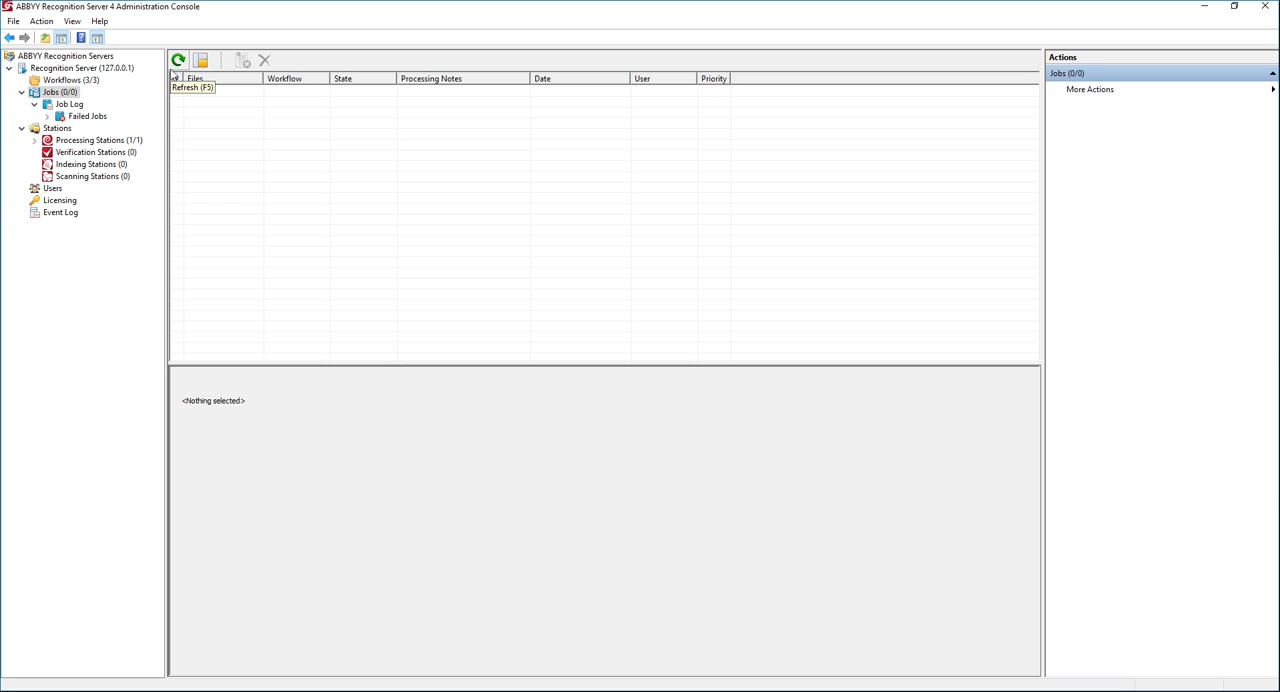 ABBYY Recognition Server 4 Administration Console
File Action View Help
ABBYY Recognition Servers
Recognition Server (127.0.0.1)
Workflows (3/3)
Jobs (0/0)
Job Log
Failed Jobs
Stations
Processing Stations (1/1)
Verification Stations (0)
Indexing Stations (0)
Scanning Stations (0)
Users
Licensing
Event Log
Files Workflow State Processing Notes Date User Priority
Refresh (F5)
<Nothing selected>
Actions
Jobs (0/0)
More Actions